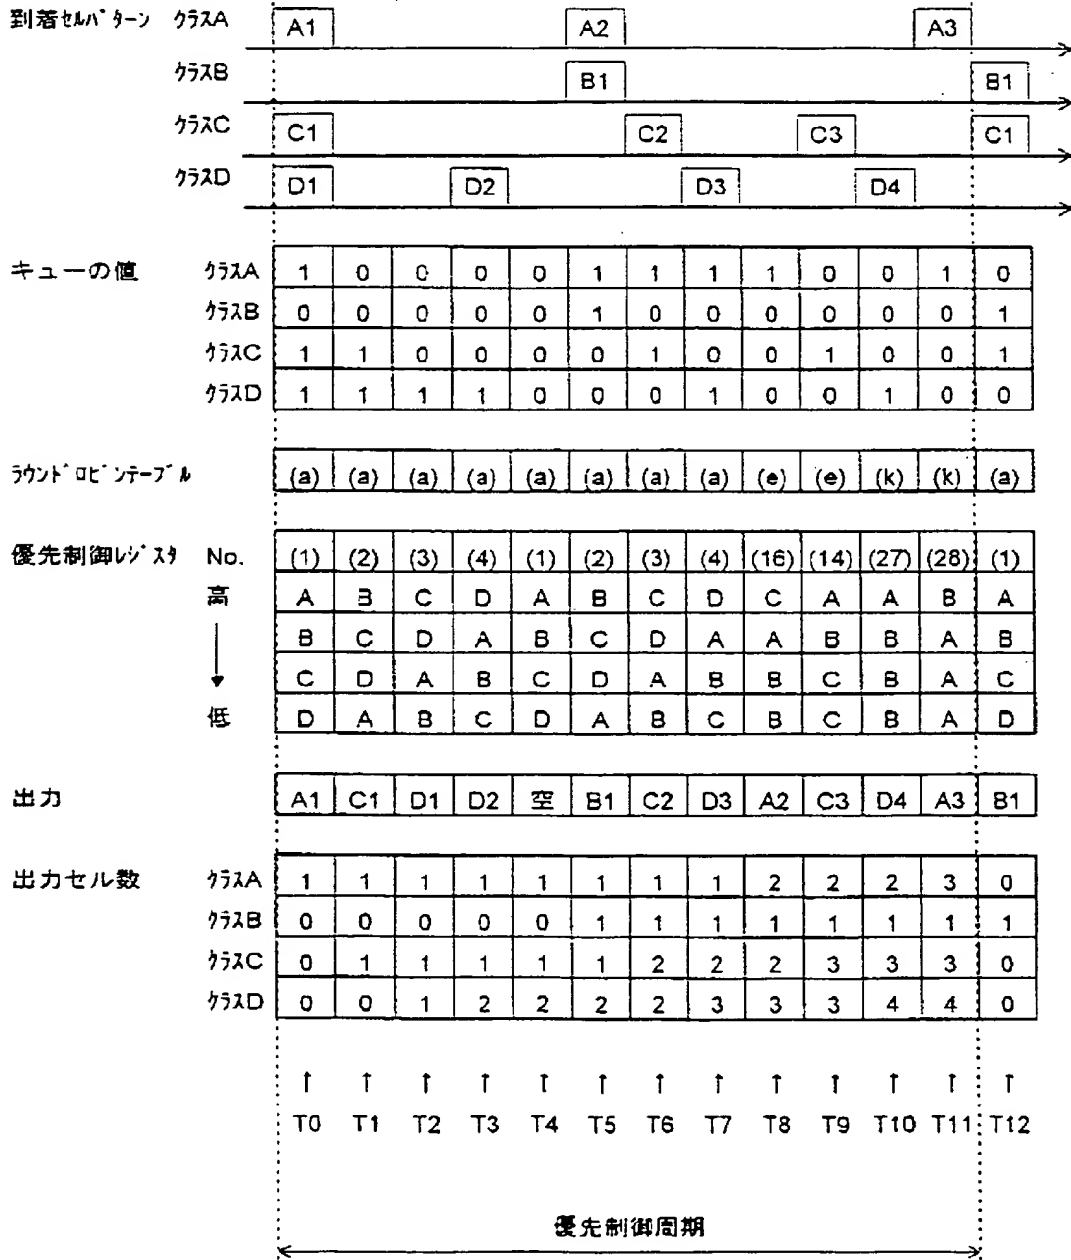 到着セルパターン クラスA A1 A2 A3
クラスB B1 B1
クラスC C1 C2 C3 C1
クラスD D1 D2 D3 D4
キューの値 クラスA 1 0 0 0 0 1 1 1 1 0 0 1 0
クラスB 0 0 0 0 0 1 0 0 0 0 0 0 1
クラスC 1 1 0 0 0 0 1 0 0 1 0 0 1
クラスD 1 1 1 1 0 0 0 1 0 0 1 0 0
ラウンドロビンテーブル (a) (a) (a) (a) (a) (a) (a) (a) (e) (e) (k) (k) (a)
優先制御レジスタ No. (1) (2) (3) (4) (1) (2) (3) (4) (16) (14) (27) (28) (1)
高 A B C D A B C D C A A B A
B C D A B C D A A B B A B
C D A B C D A B B C B A C
低 D A B C D A B C B C B A D
出力 A1 C1 D1 D2 空 B1 C2 D3 A2 C3 D4 A3 B1
出力セル数 クラスA 1 1 1 1 1 1 1 1 2 2 2 3 0
クラスB 0 0 0 0 0 1 1 1 1 1 1 1 1
クラスC 0 1 1 1 1 1 2 2 2 3 3 3 0
クラスD 0 0 1 2 2 2 2 3 3 3 4 4 0
↑ ↑ ↑ ↑ ↑ ↑ ↑ ↑ ↑ ↑ ↑ ↑ ↑
T0 T1 T2 T3 T4 T5 T6 T7 T8 T9 T10 T11 T12
優先制御周期